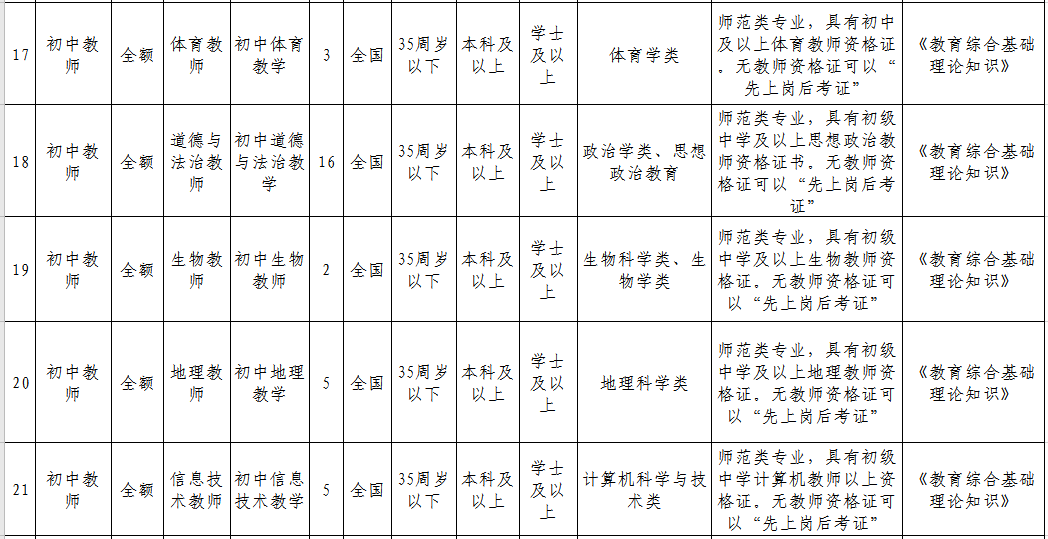 17 初中教师 全额 体育教师 初中体育教学 3 全国 35周岁以下 本科及以上 学士及以上 体育学类 师范类专业，具有初中及以上体育教师资格证。无教师资格证可以“先上岗后考证” 《教育综合基础理论知识》
18 初中教师 全额 道德与法治教师 初中道德与法治教学 16 全国 35周岁以下 本科及以上 学士及以上 政治学类、思想政治教育 师范类专业，具有初级中学及以上思想政治教师资格证书。无教师资格证可以“先上岗后考证” 《教育综合基础理论知识》
19 初中教师 全额 生物教师 初中生物教师 2 全国 35周岁以下 本科及以上 学士及以上 生物科学类、生物学类 师范类专业，具有初级中学及以上生物教师资格证。无教师资格证可以“先上岗后考证” 《教育综合基础理论知识》
20 初中教师 全额 地理教师 初中地理教学 5 全国 35周岁以下 本科及以上 学士及以上 地理科学类 师范类专业，具有初级中学及以上地理教师资格证。无教师资格证可以“先上岗后考证” 《教育综合基础理论知识》
21 初中教师 全额 信息技术教师 初中信息技术教学 5 全国 35周岁以下 本科及以上 学士及以上 计算机科学与技术类 师范类专业，具有初级中学计算机教师以上资格证。无教师资格证可以“先上岗后考证” 《教育综合基础理论知识》